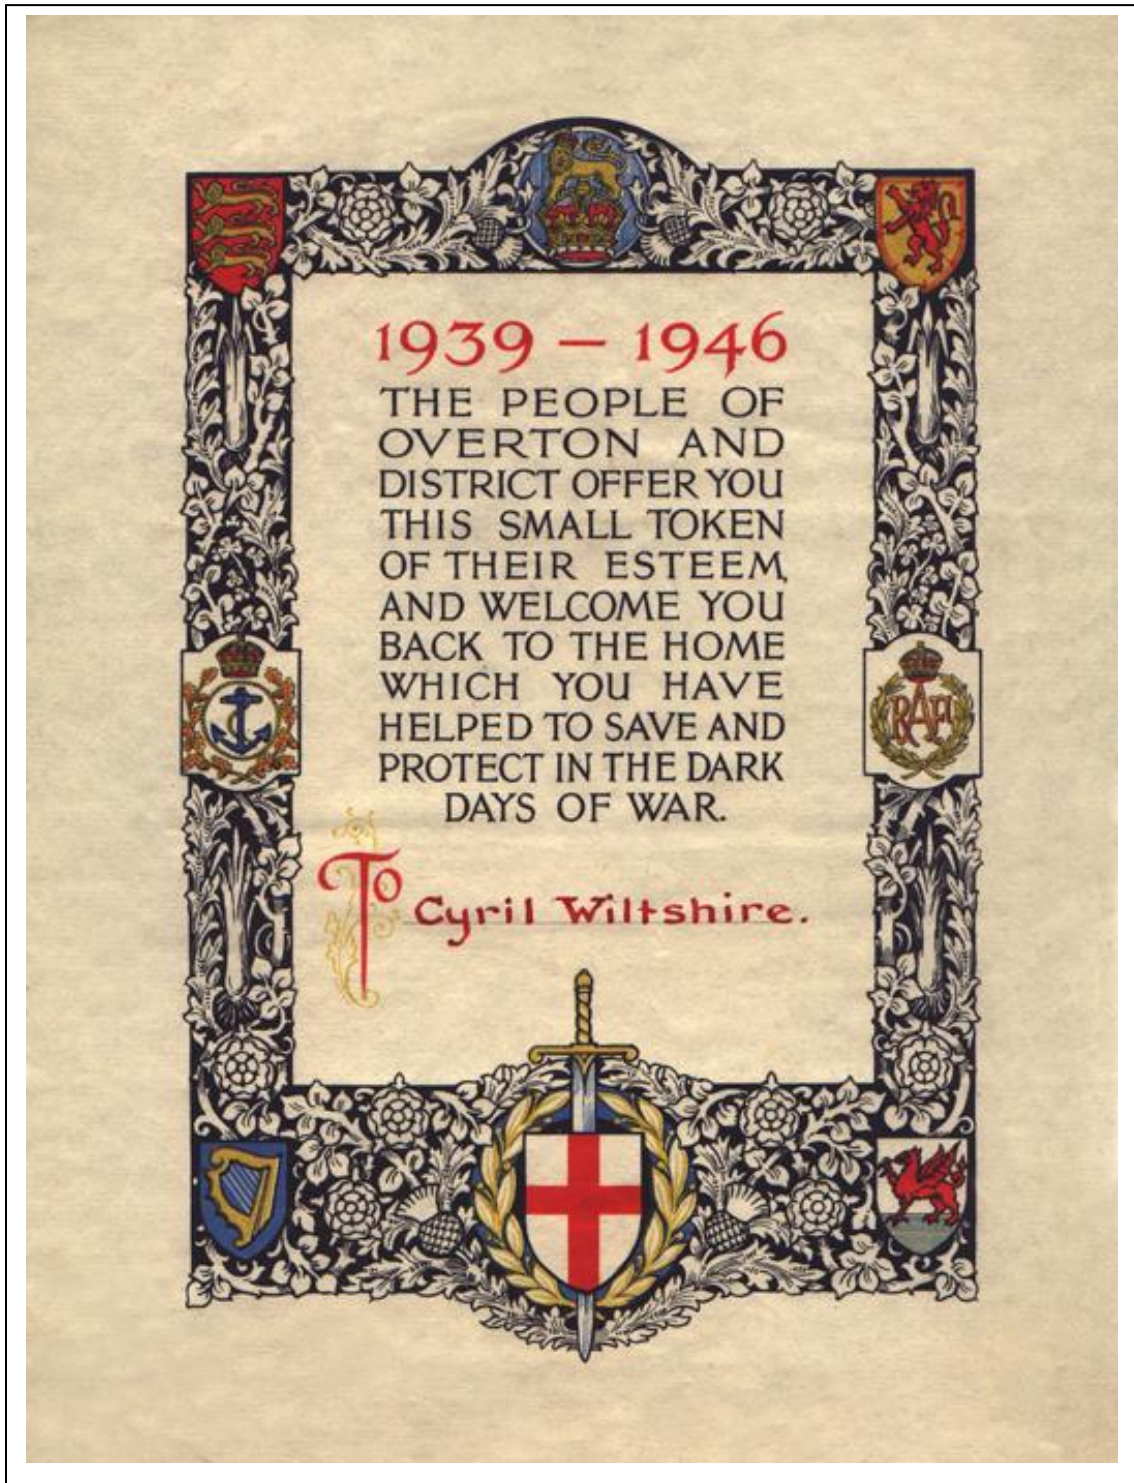 1939 – 1946
THE PEOPLE OF
OVERTON AND
DISTRICT OFFER YOU
THIS SMALL TOKEN
OF THEIR ESTEEM,
AND WELCOME YOU
BACK TO THE HOME
WHICH YOU HAVE
HELPED TO SAVE AND
PROTECT IN THE DARK
DAYS OF WAR.
To Cyril Wiltshire.
RAF